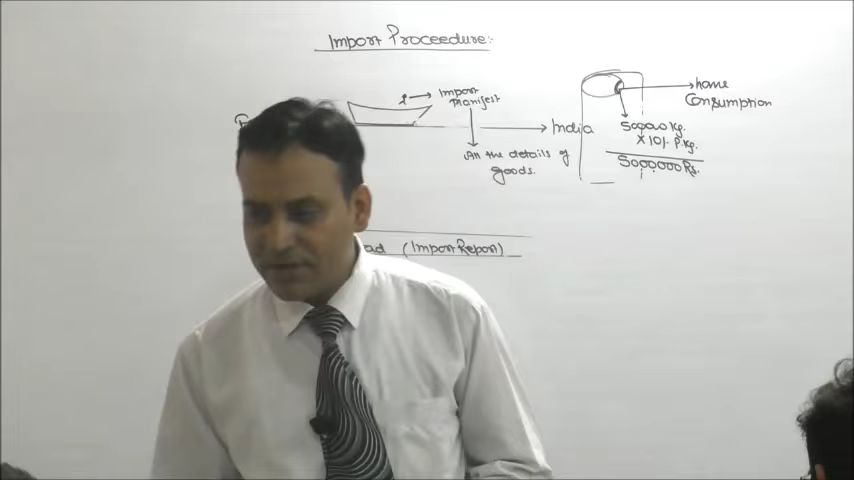 Import Proceedure:-
Import
Manifest
India
All the details of
goods.
home
Consumption
500000 kg.
X 10/- P. kg.
5000000 Rs.
(Import Report)